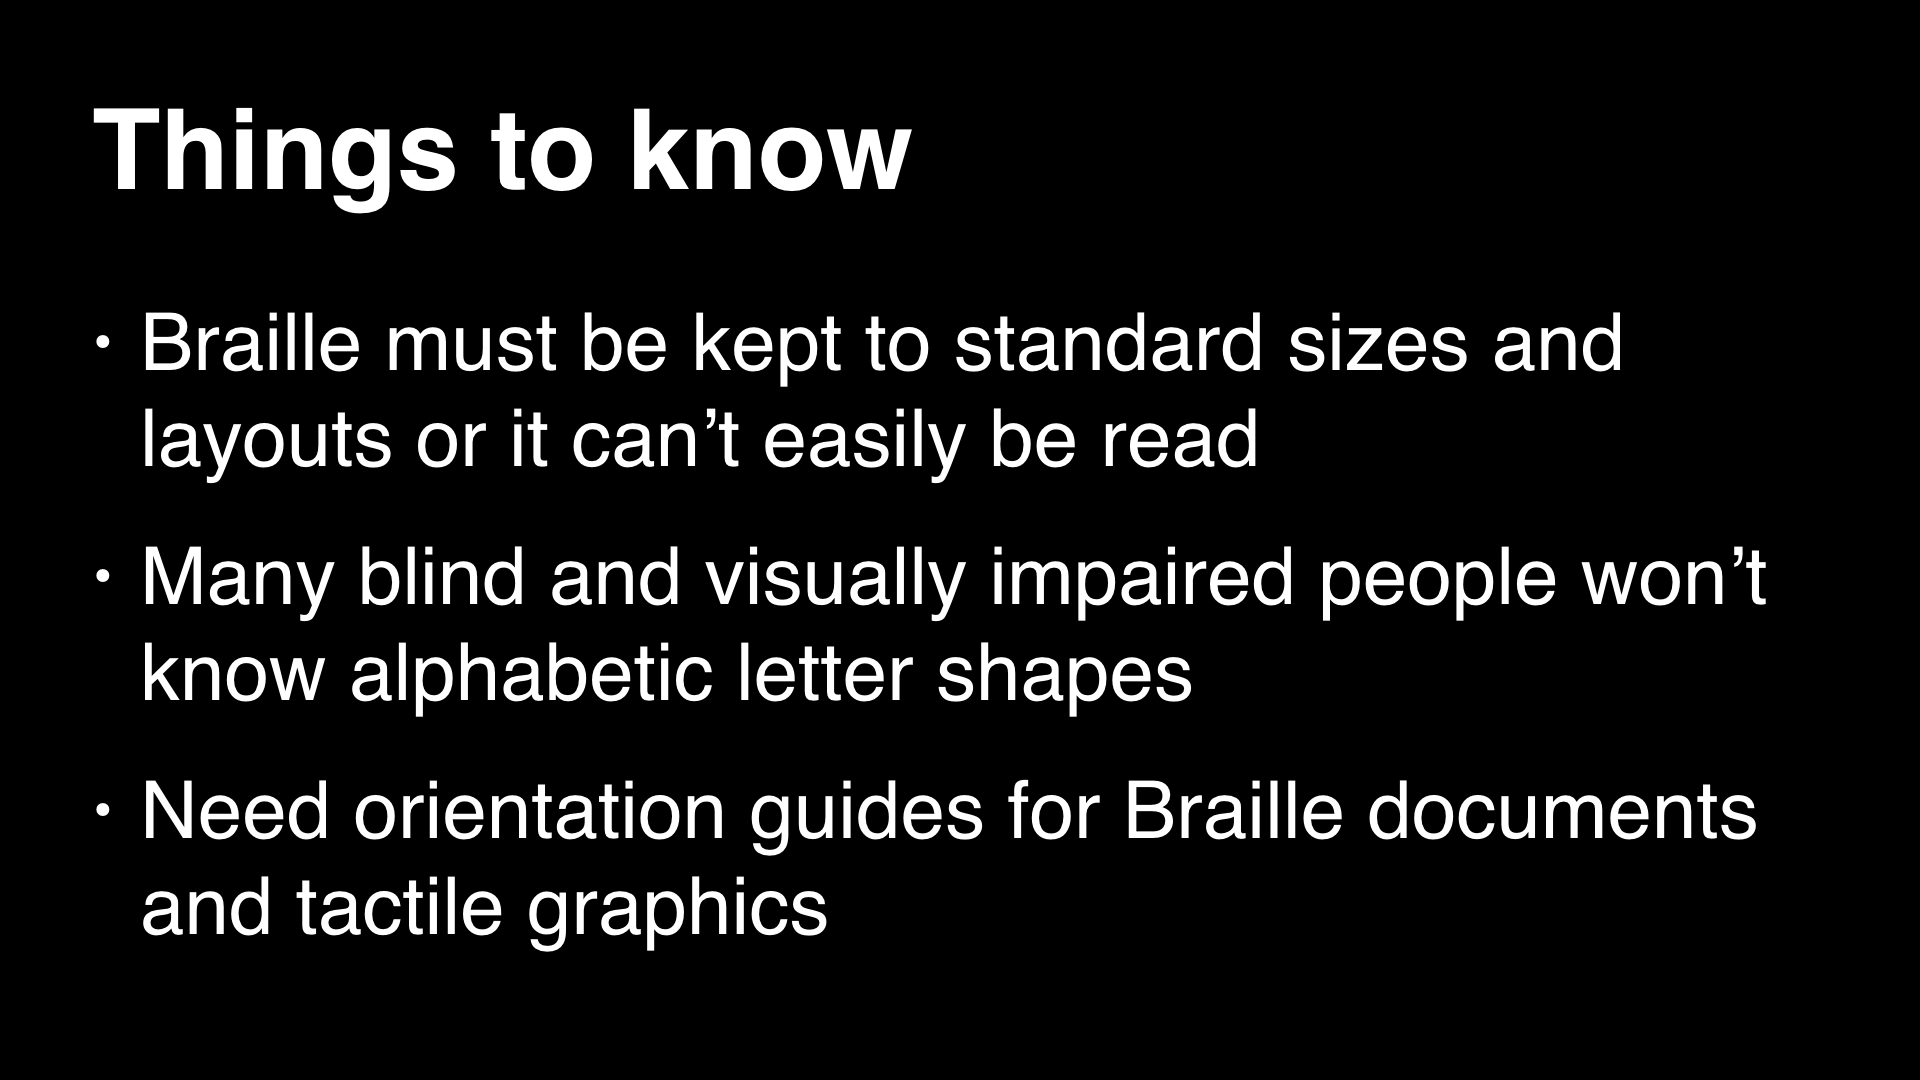 Things to know
• Braille must be kept to standard sizes and
layouts or it can’t easily be read
• Many blind and visually impaired people won’t
know alphabetic letter shapes
• Need orientation guides for Braille documents
and tactile graphics